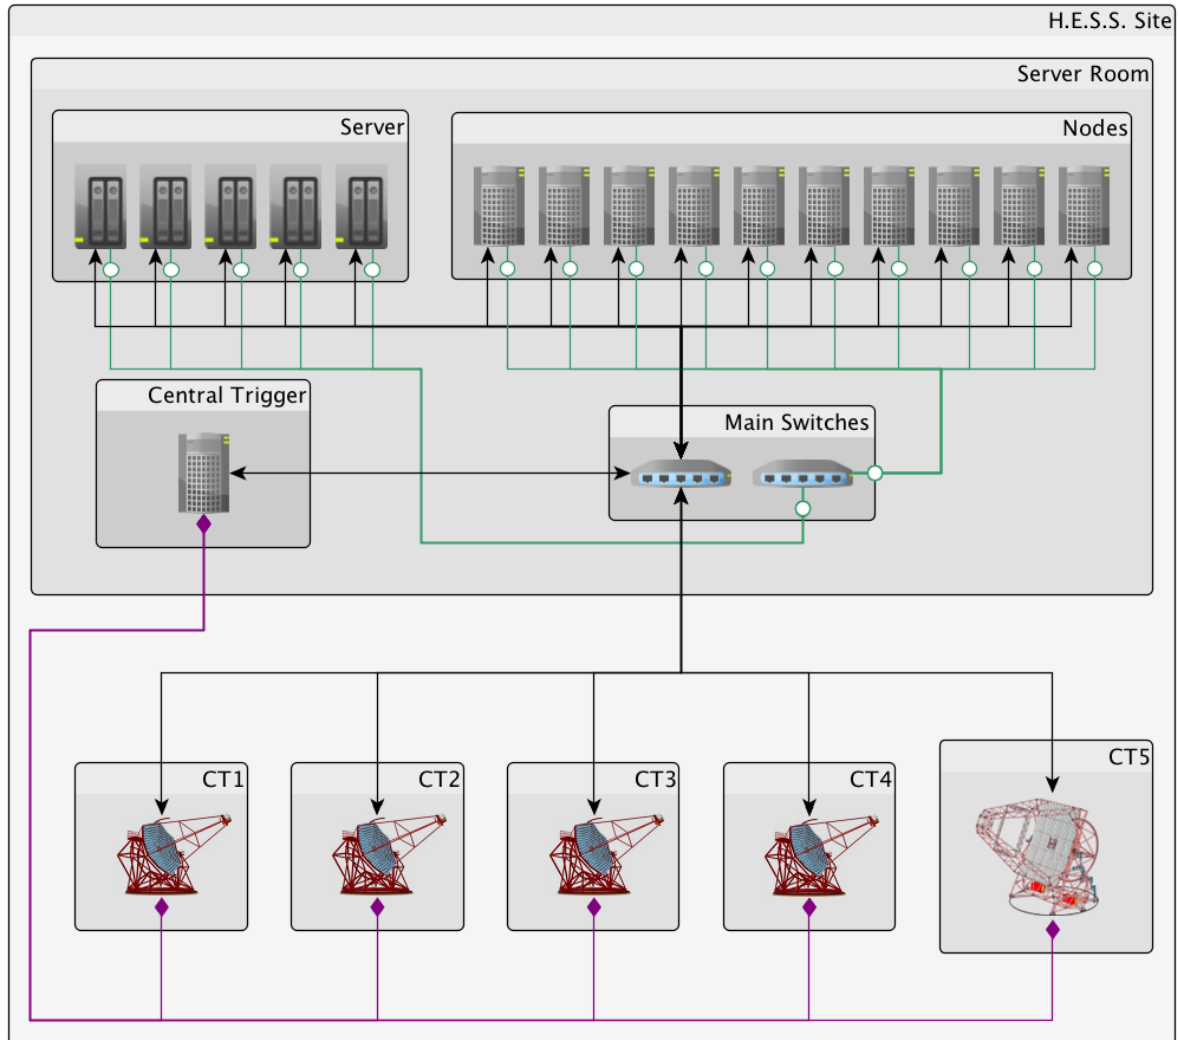 H.E.S.S. Site
Server Room
Server
Nodes
Central Trigger
Main Switches
CT1
CT2
CT3
CT4
CT5